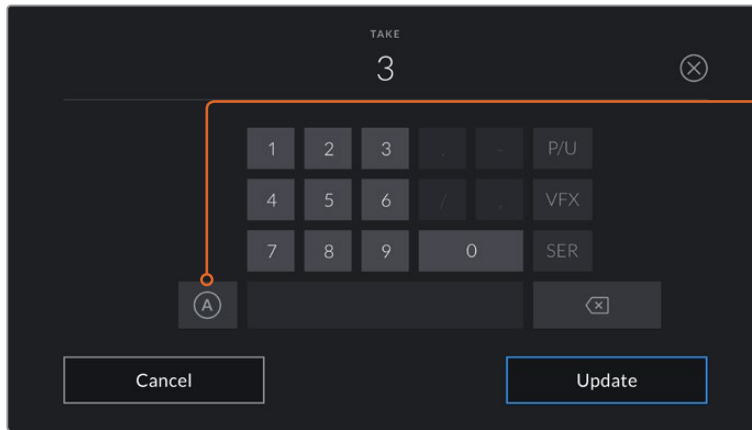 TAKE
3
1 2 3 . - P/U
4 5 6 / , VFX
7 8 9 0 SER
A
Cancel Update